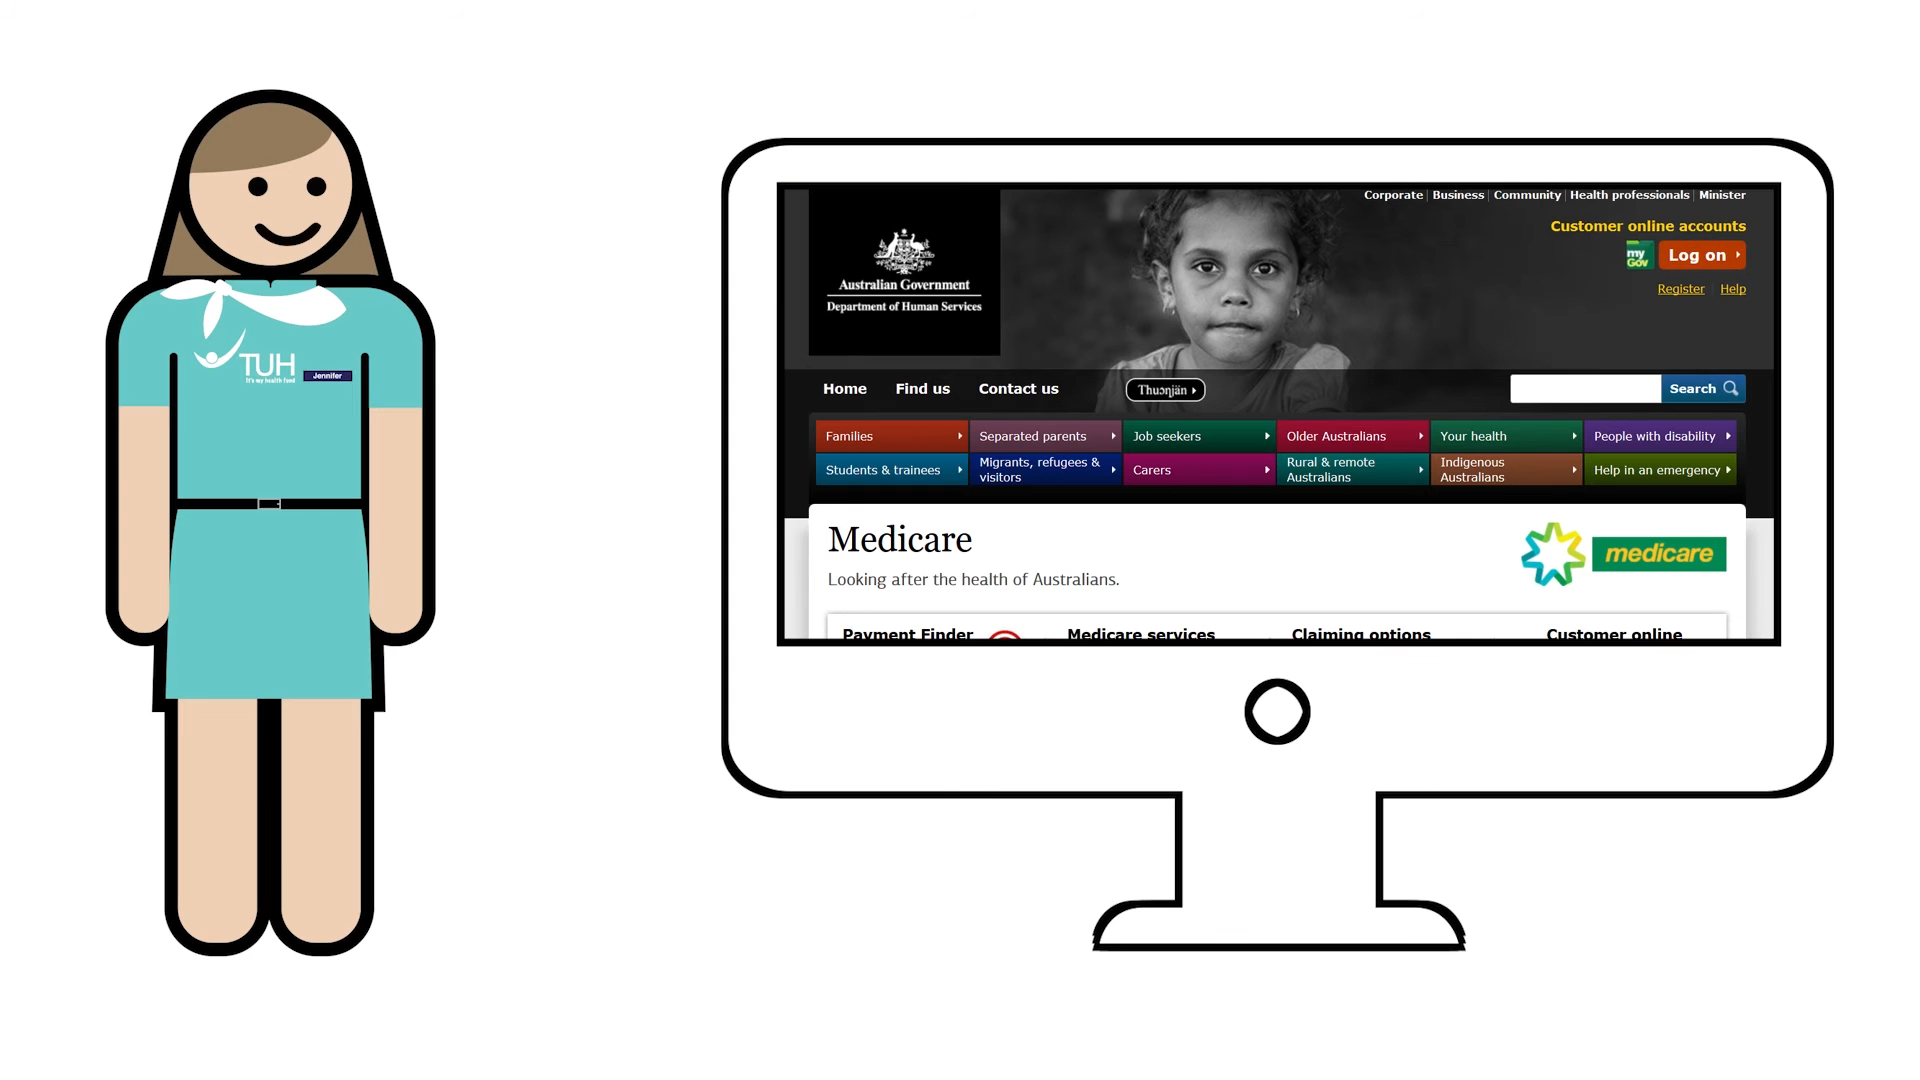 TUH
It's my health fund
Jennifer
Corporate Business Community Health professionals Minister
Customer online accounts
my Gov Log on
Register Help
Australian Government
Department of Human Services
Home Find us Contact us Thuɔŋjäŋ Search
Families Separated parents Job seekers Older Australians Your health People with disability
Students & trainees Migrants, refugees & visitors Carers Rural & remote Australians Indigenous Australians Help in an emergency
Medicare
Looking after the health of Australians.
medicare
Payment Finder Medicare services Claiming options Customer online